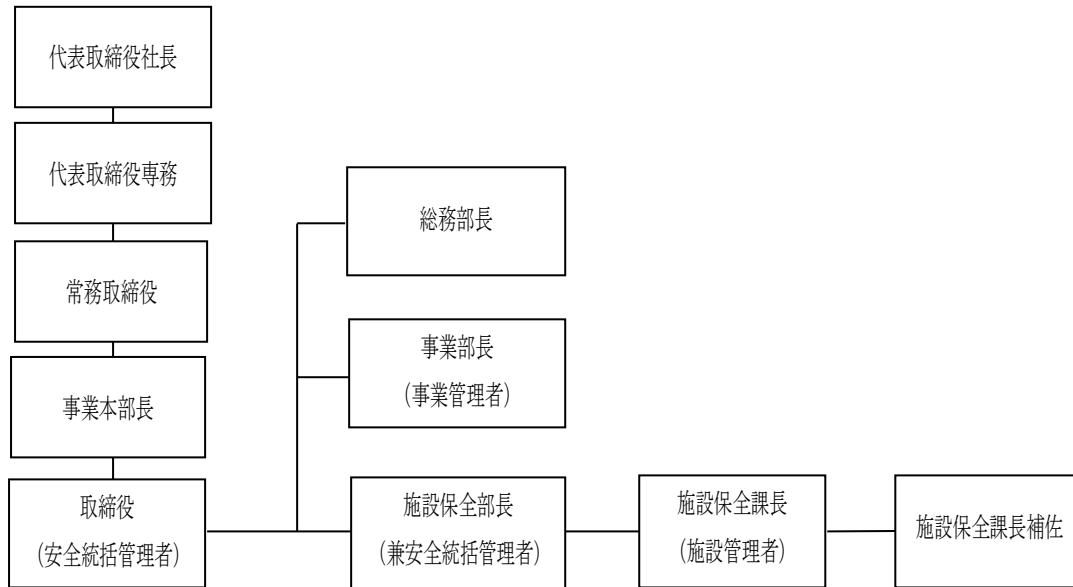 代表取締役社長
代表取締役専務
常務取締役
事業本部長
取締役
(安全統括管理者)
総務部長
事業部長
(事業管理者)
施設保全部長
(兼安全統括管理者)
施設保全課長
(施設管理者)
施設保全課長補佐